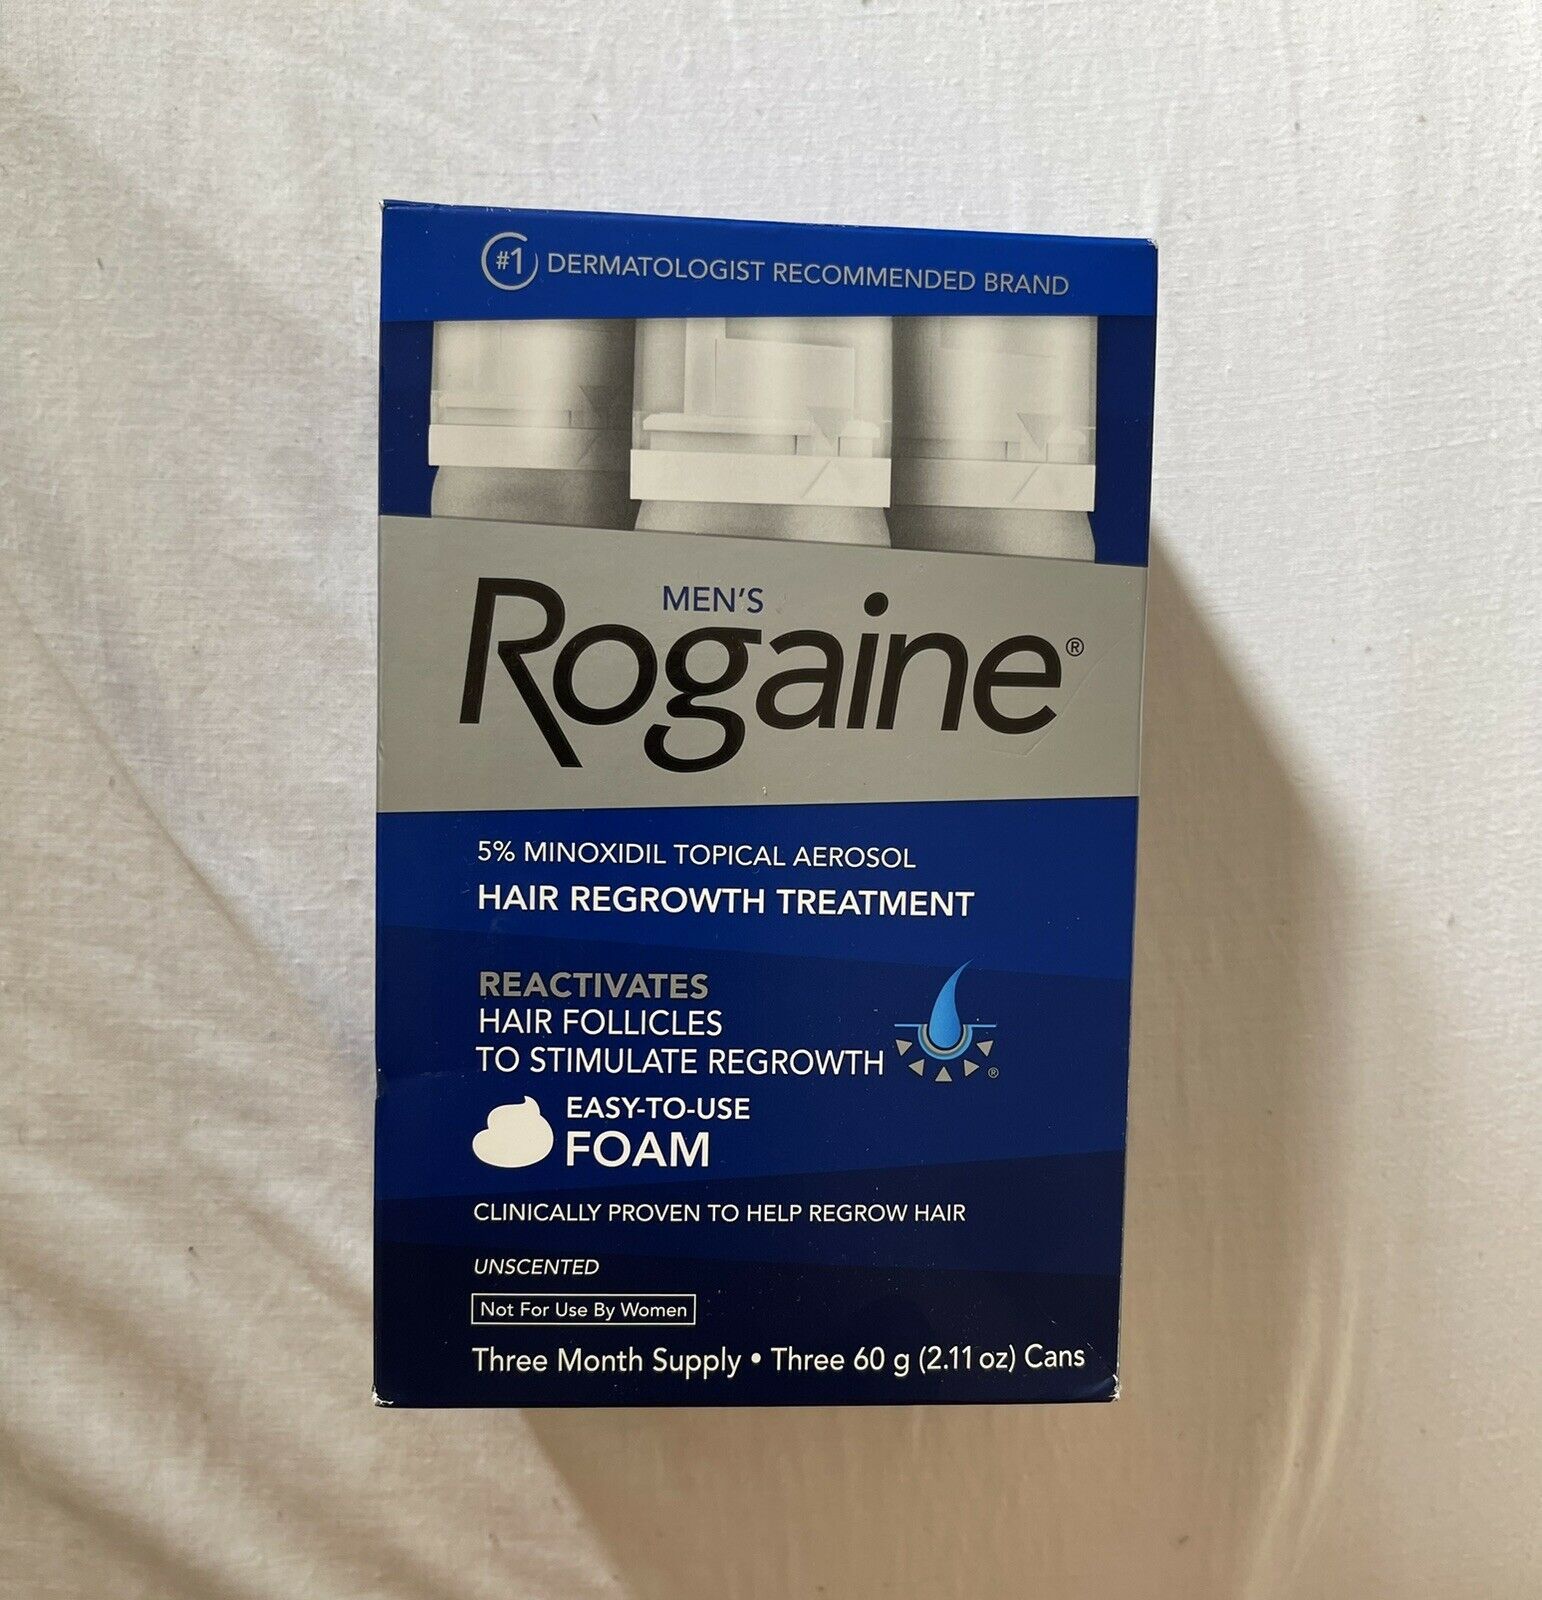 #1 DERMATOLOGIST RECOMMENDED BRAND
MEN'S
Rogaine®
5% MINOXIDIL TOPICAL AEROSOL
HAIR REGROWTH TREATMENT
REACTIVATES
HAIR FOLLICLES
TO STIMULATE REGROWTH
®
EASY-TO-USE
FOAM
CLINICALLY PROVEN TO HELP REGROW HAIR
UNSCENTED
Not For Use By Women
Three Month Supply • Three 60 g (2.11 oz) Cans